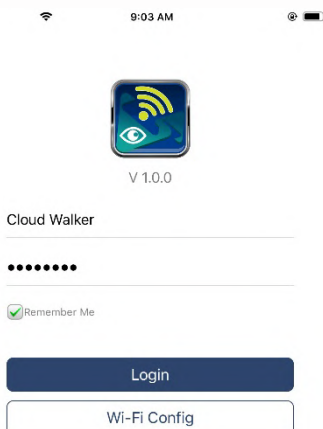 9:03 AM
V 1.0.0
Cloud Walker
••••••••
Remember Me
Login
Wi-Fi Config